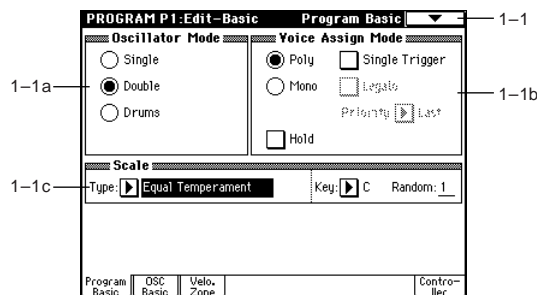 PROGRAM P1:Edit-Basic Program Basic
1-1
Oscillator Mode
Voice Assign Mode
Single
Poly
Single Trigger
1-1a
Double
Mono
Legato
1-1b
Drums
Priority Last
Hold
Scale
1-1c
Type: Equal Temperament
Key: C
Random: 1
Program Basic
OSC Basic
Velo. Zone
Contro- ller